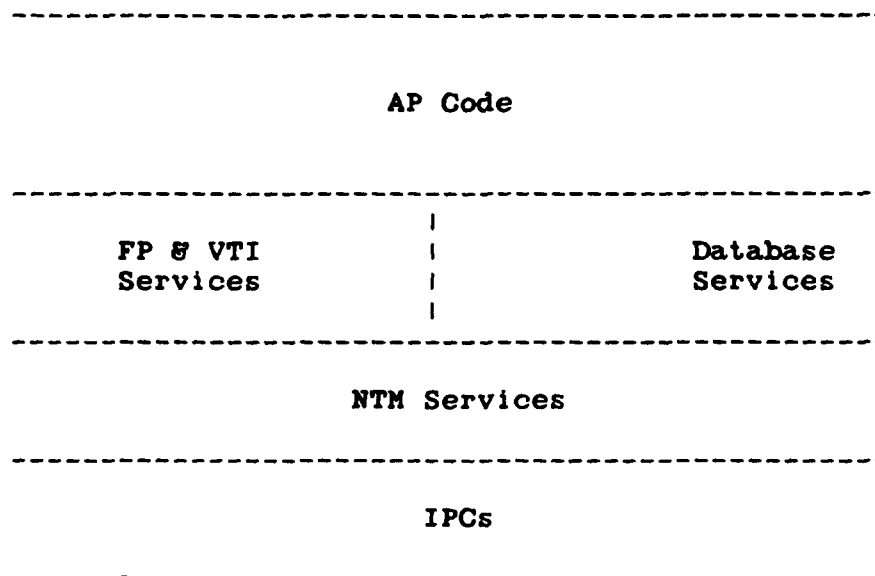 AP Code
FP & VTI Database
Services Services
NTM Services
IPCs